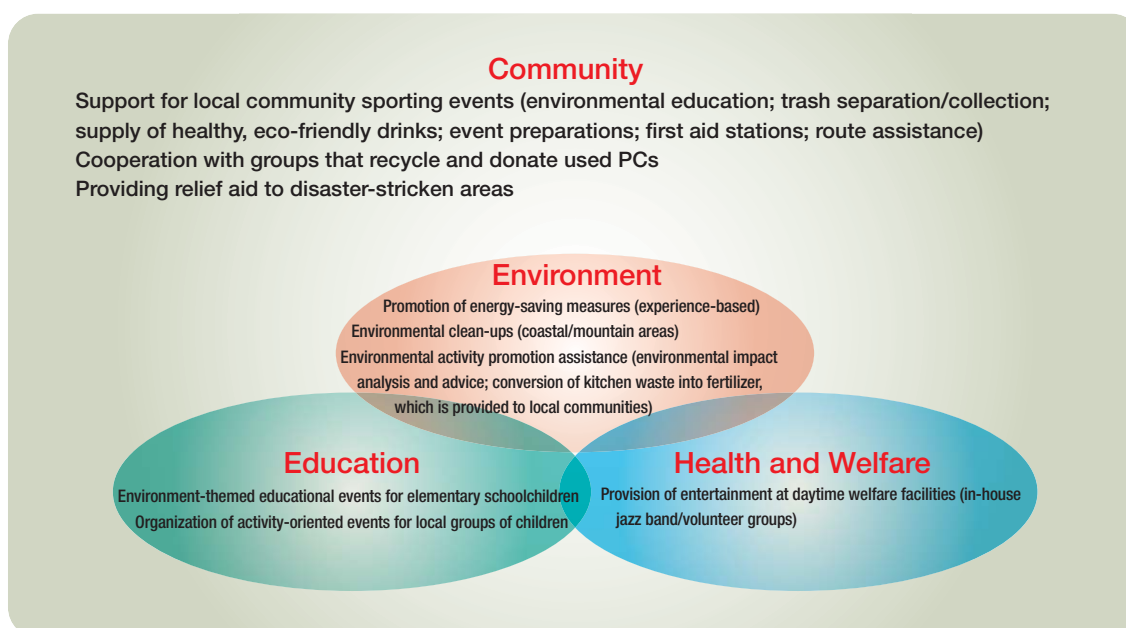 Community
Support for local community sporting events (environmental education; trash separation/collection;
supply of healthy, eco-friendly drinks; event preparations; first aid stations; route assistance)
Cooperation with groups that recycle and donate used PCs
Providing relief aid to disaster-stricken areas
Environment
Promotion of energy-saving measures (experience-based)
Environmental clean-ups (coastal/mountain areas)
Environmental activity promotion assistance (environmental impact
analysis and advice; conversion of kitchen waste into fertilizer,
which is provided to local communities)
Education
Environment-themed educational events for elementary schoolchildren
Organization of activity-oriented events for local groups of children
Health and Welfare
Provision of entertainment at daytime welfare facilities (in-house
jazz band/volunteer groups)